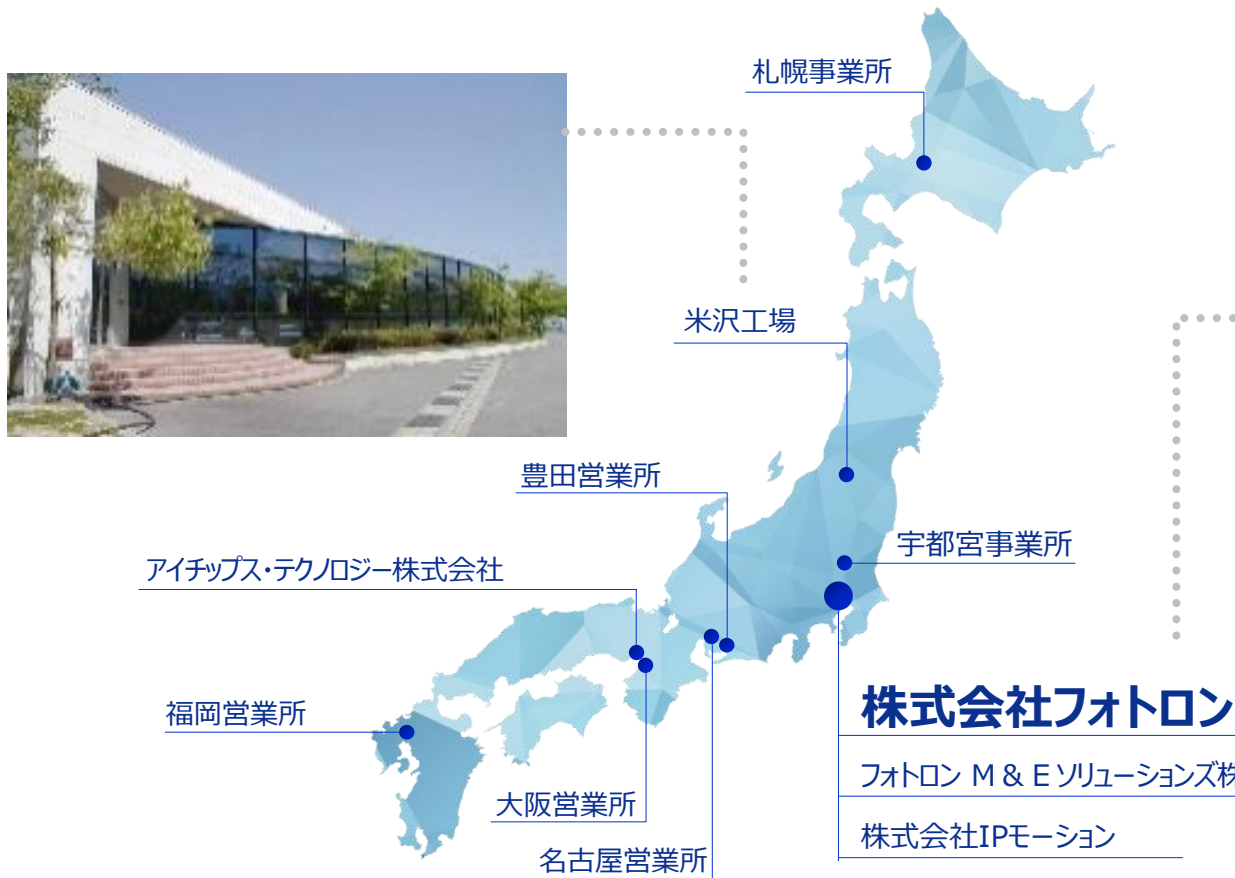 札幌事業所
米沢工場
豊田営業所
宇都宮事業所
アイチップス・テクノロジー株式会社
福岡営業所
株式会社フォトロン
フォトロン M & E ソリューションズ株
大阪営業所
株式会社IPモーション
名古屋営業所